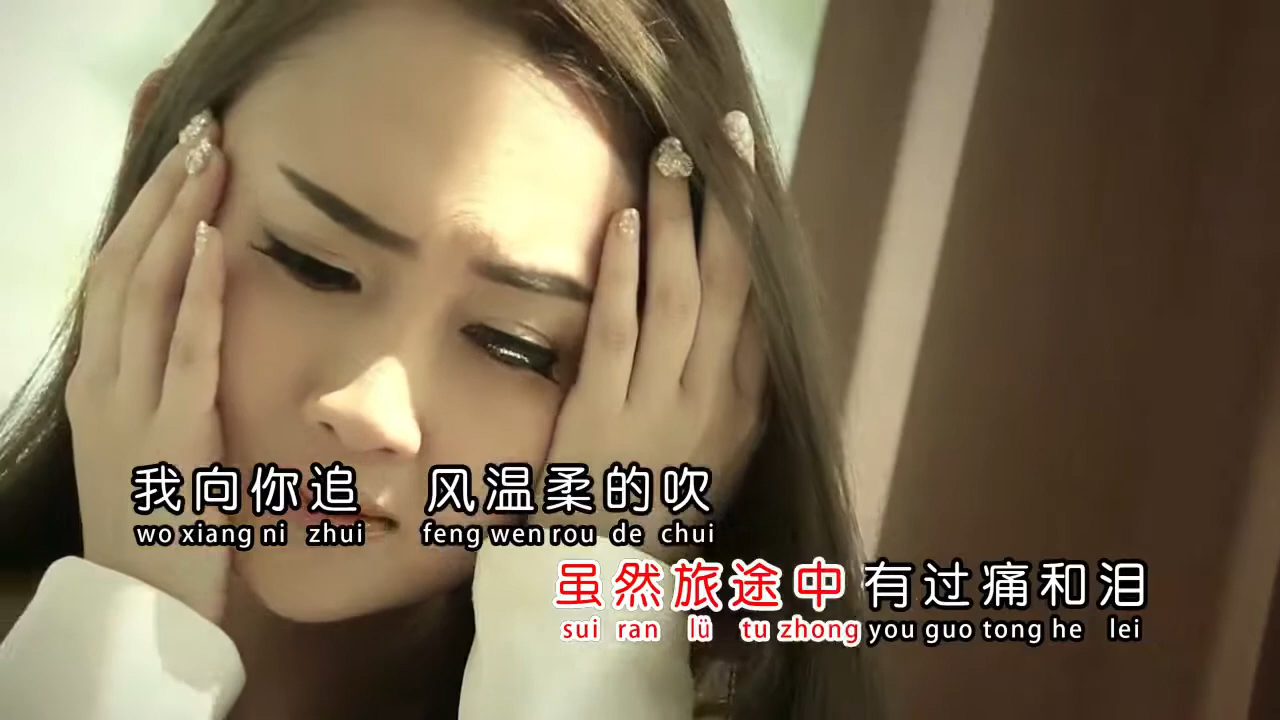 我向你追 风温柔的吹
wo xiang ni zhui feng wen rou de chui
虽然旅途中有过痛和泪
sui ran lü tu zhong you guo tong he lei